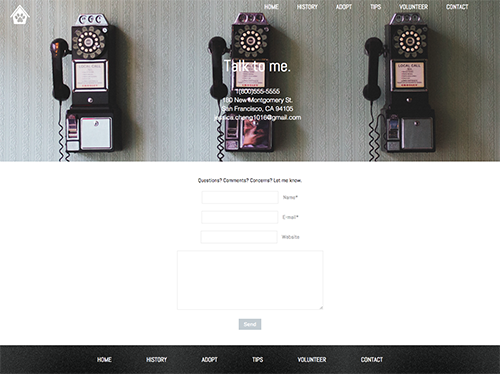 HOME HISTORY ADOPT TIPS VOLUNTEER CONTACT
Talk to me.
1(800)555-5555
180 New Montgomery St.
San Francisco, CA 94105
jessica.cheng1016@gmail.com
LOCAL CALL
LOCAL CALL
Questions? Comments? Concerns? Let me know.
Name*
E-mail*
Website
Send
HOME HISTORY ADOPT TIPS VOLUNTEER CONTACT